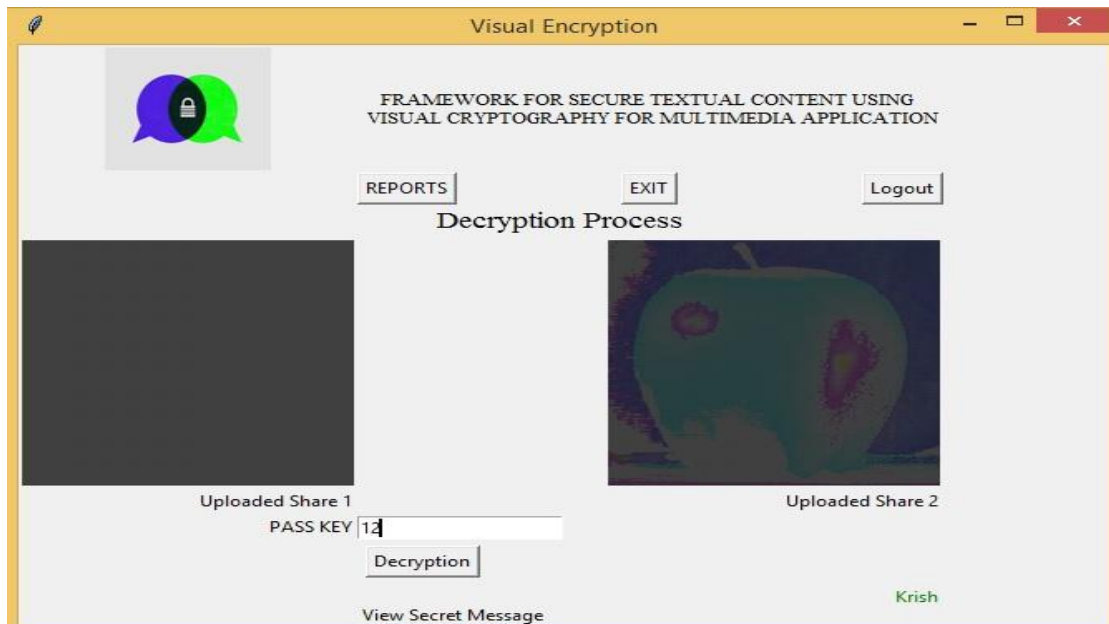 Visual Encryption
FRAMEWORK FOR SECURE TEXTUAL CONTENT USING
VISUAL CRYPTOGRAPHY FOR MULTIMEDIA APPLICATION
REPORTS EXIT Logout
Decryption Process
Uploaded Share 1 Uploaded Share 2
PASS KEY 12
Decryption
Krish
View Secret Message